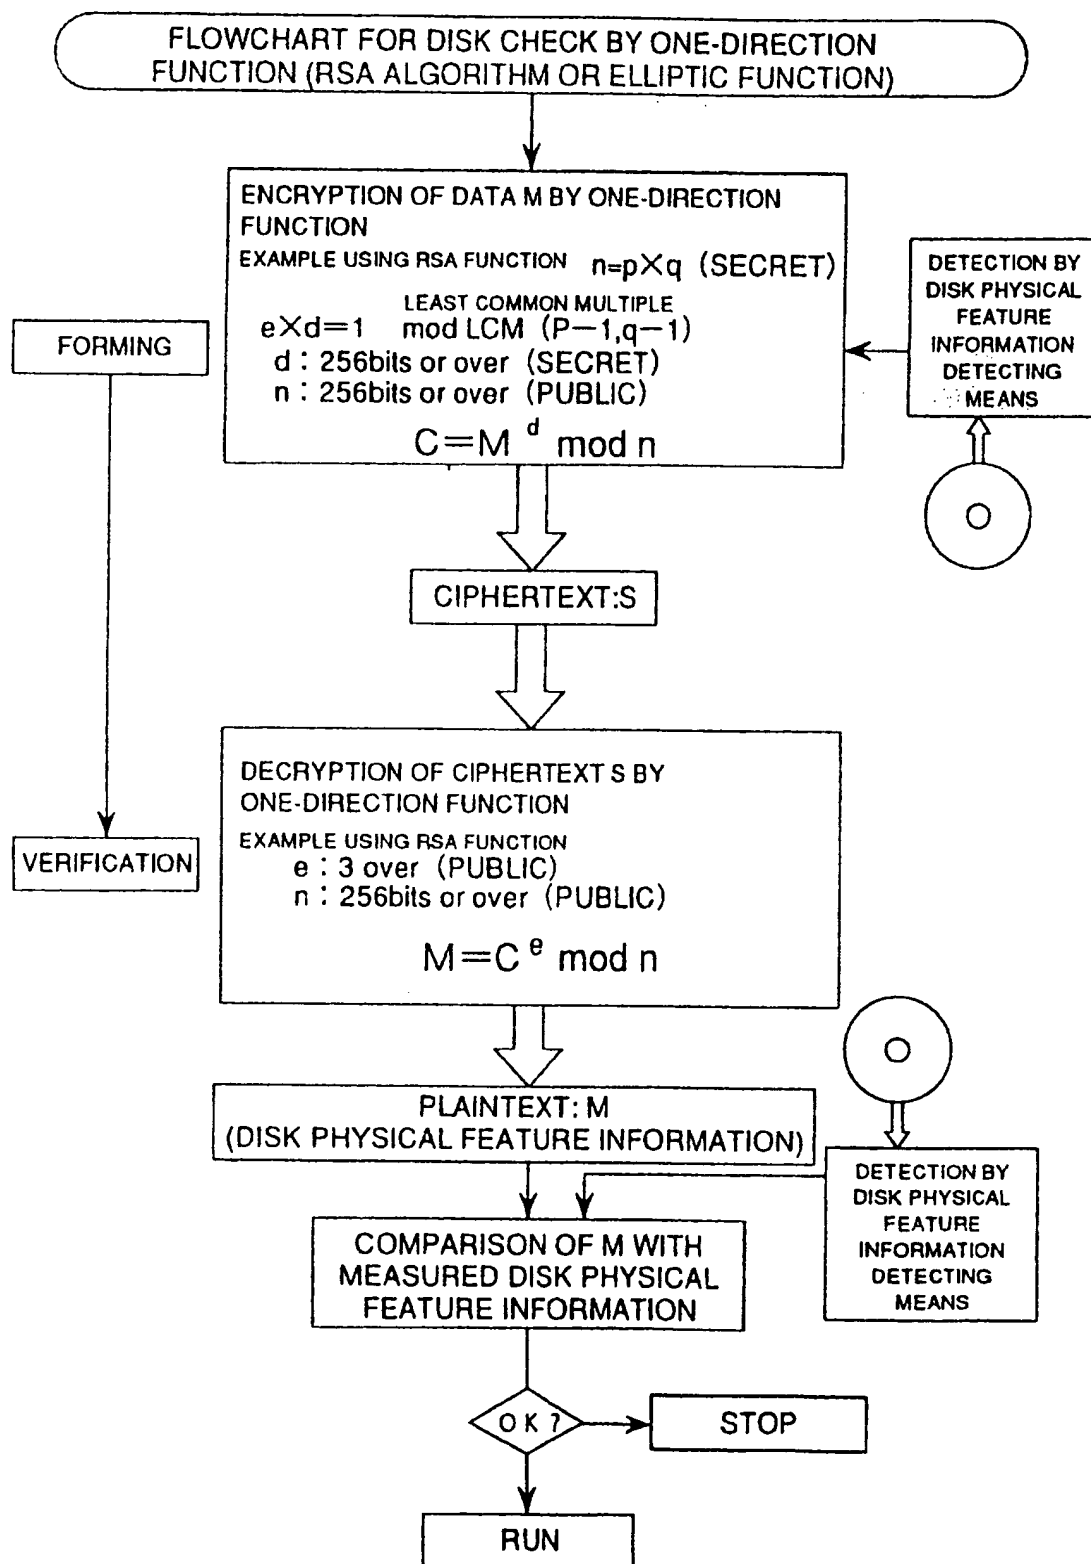 FLOWCHART FOR DISK CHECK BY ONE-DIRECTION
FUNCTION (RSA ALGORITHM OR ELLIPTIC FUNCTION)
ENCRYPTION OF DATA M BY ONE-DIRECTION
FUNCTION
EXAMPLE USING RSA FUNCTION n=p×q (SECRET)
LEAST COMMON MULTIPLE
e×d=1 mod LCM (P-1,q-1)
d : 256bits or over (SECRET)
n : 256bits or over (PUBLIC)
C=M^d mod n
DETECTION BY
DISK PHYSICAL
FEATURE
INFORMATION
DETECTING
MEANS
FORMING
CIPHERTEXT:S
DECRYPTION OF CIPHERTEXT S BY
ONE-DIRECTION FUNCTION
EXAMPLE USING RSA FUNCTION
e : 3 over (PUBLIC)
n : 256bits or over (PUBLIC)
M=C^e mod n
VERIFICATION
PLAINTEXT: M
(DISK PHYSICAL FEATURE INFORMATION)
DETECTION BY
DISK PHYSICAL
FEATURE
INFORMATION
DETECTING
MEANS
COMPARISON OF M WITH
MEASURED DISK PHYSICAL
FEATURE INFORMATION
OK?
STOP
RUN